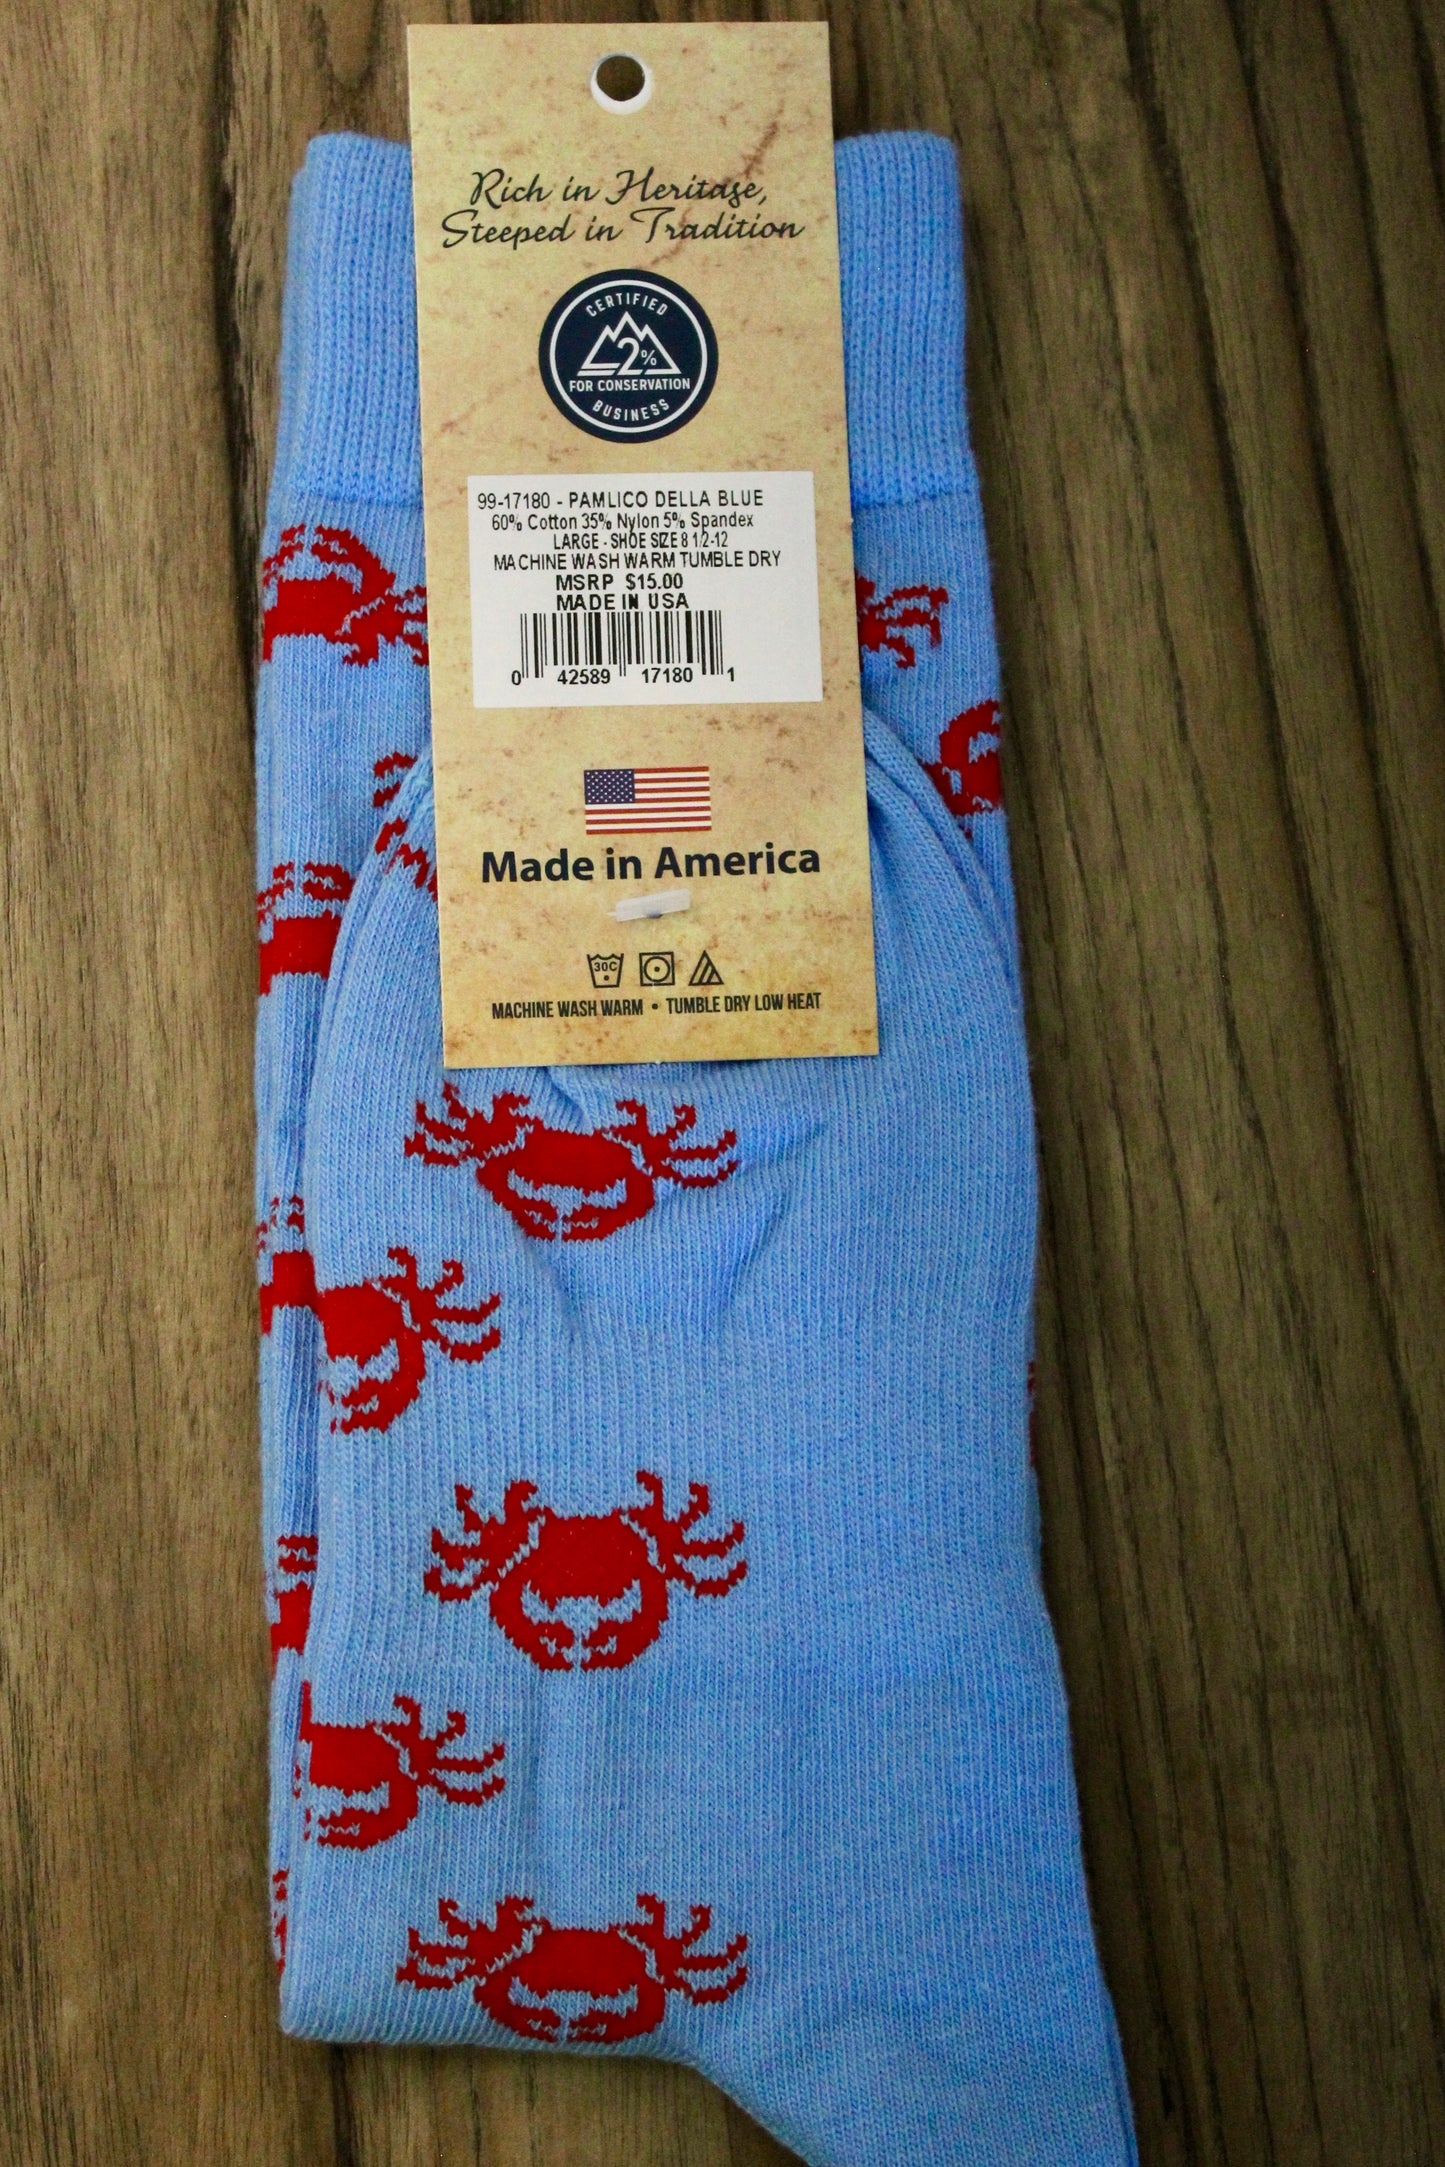 Rich in Heritage,
Steeped in Tradition
CERTIFIED
2%
FOR CONSERVATION
BUSINESS
99-17180 - PAMLICO DELLA BLUE
60% Cotton 35% Nylon 5% Spandex
LARGE - SHOE SIZE 8 1/2-12
MACHINE WASH WARM TUMBLE DRY
MSRP $15.00
MADE IN USA
0 42589 17180 1
Made in America
30C
MACHINE WASH WARM • TUMBLE DRY LOW HEAT